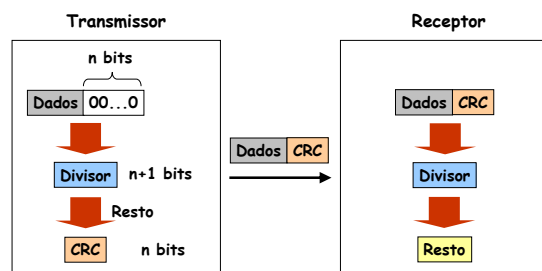 Transmissor
n bits
Dados 00...0
Divisor n+1 bits
Resto
CRC n bits
Dados CRC
Receptor
Dados CRC
Divisor
Resto